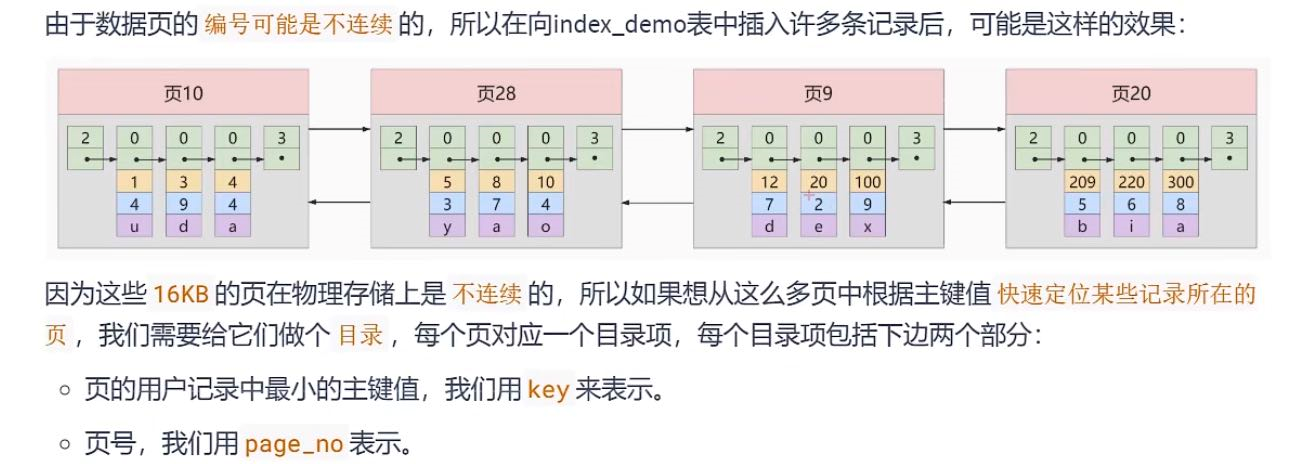 由于数据页的 编号可能是不连续 的，所以在向index_demo表中插入许多条记录后，可能是这样的效果：
页10 页28 页9 页20
2 0 0 0 3 2 0 0 0 3 2 0 0 0 3 2 0 0 0 3
1 3 4 5 8 10 12 20 100 209 220 300
4 9 4 3 7 4 7 2 9 5 6 8
u d a y a o d e x b i a
因为这些 16KB 的页在物理存储上是 不连续 的，所以如果想从这么多页中根据主键值 快速定位某些记录所在的
页 ，我们需要给它们做个 目录 ，每个页对应一个目录项，每个目录项包括下边两个部分：
页的用户记录中最小的主键值，我们用 key 来表示。
页号，我们用 page_no 表示。